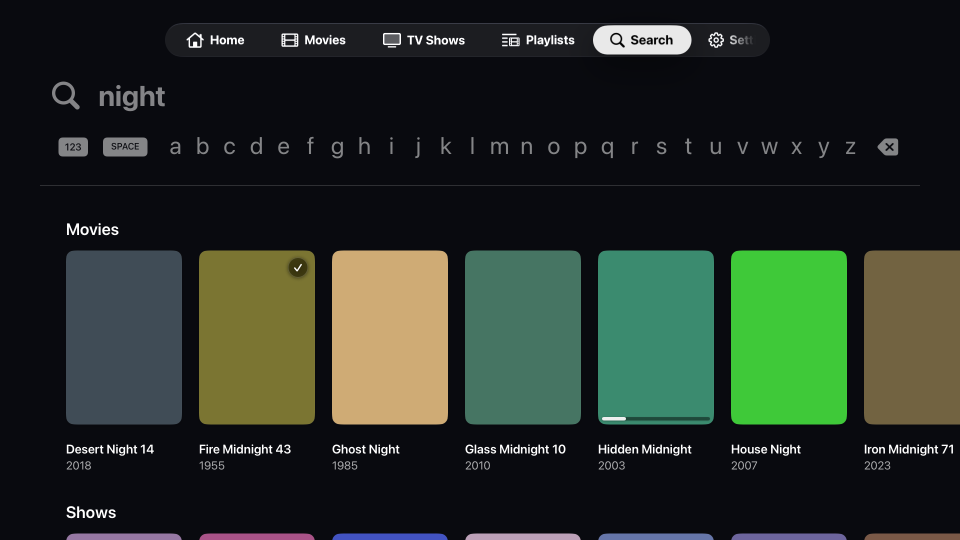 Home Movies TV Shows Playlists Search Sett
night
123 SPACE a b c d e f g h i j k l m n o p q r s t u v w x y z
Movies
Desert Night 14 Fire Midnight 43 Ghost Night Glass Midnight 10 Hidden Midnight House Night Iron Midnight 71
2018 1955 1985 2010 2003 2007 2023
Shows